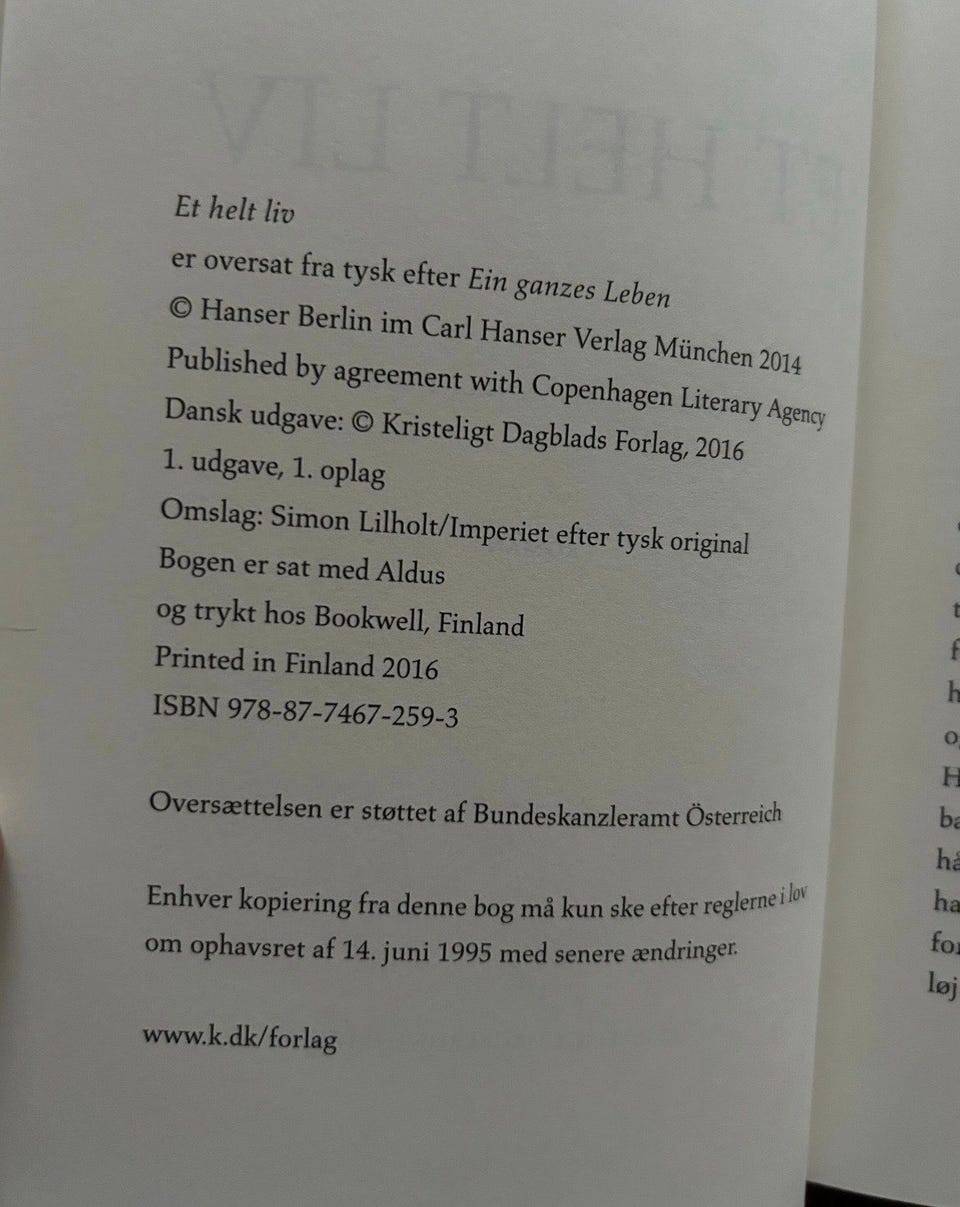 ET HELT LIV
Et helt liv
er oversat fra tysk efter Ein ganzes Leben
© Hanser Berlin im Carl Hanser Verlag München 2014
Published by agreement with Copenhagen Literary Agency
Dansk udgave: © Kristeligt Dagblads Forlag, 2016
1. udgave, 1. oplag
Omslag: Simon Lilholt/Imperiet efter tysk original
Bogen er sat med Aldus
og trykt hos Bookwell, Finland
Printed in Finland 2016
ISBN 978-87-7467-259-3
Oversættelsen er støttet af Bundeskanzleramt Österreich
Enhver kopiering fra denne bog må kun ske efter reglerne i lov
om ophavsret af 14. juni 1995 med senere ændringer.
www.k.dk/forlag